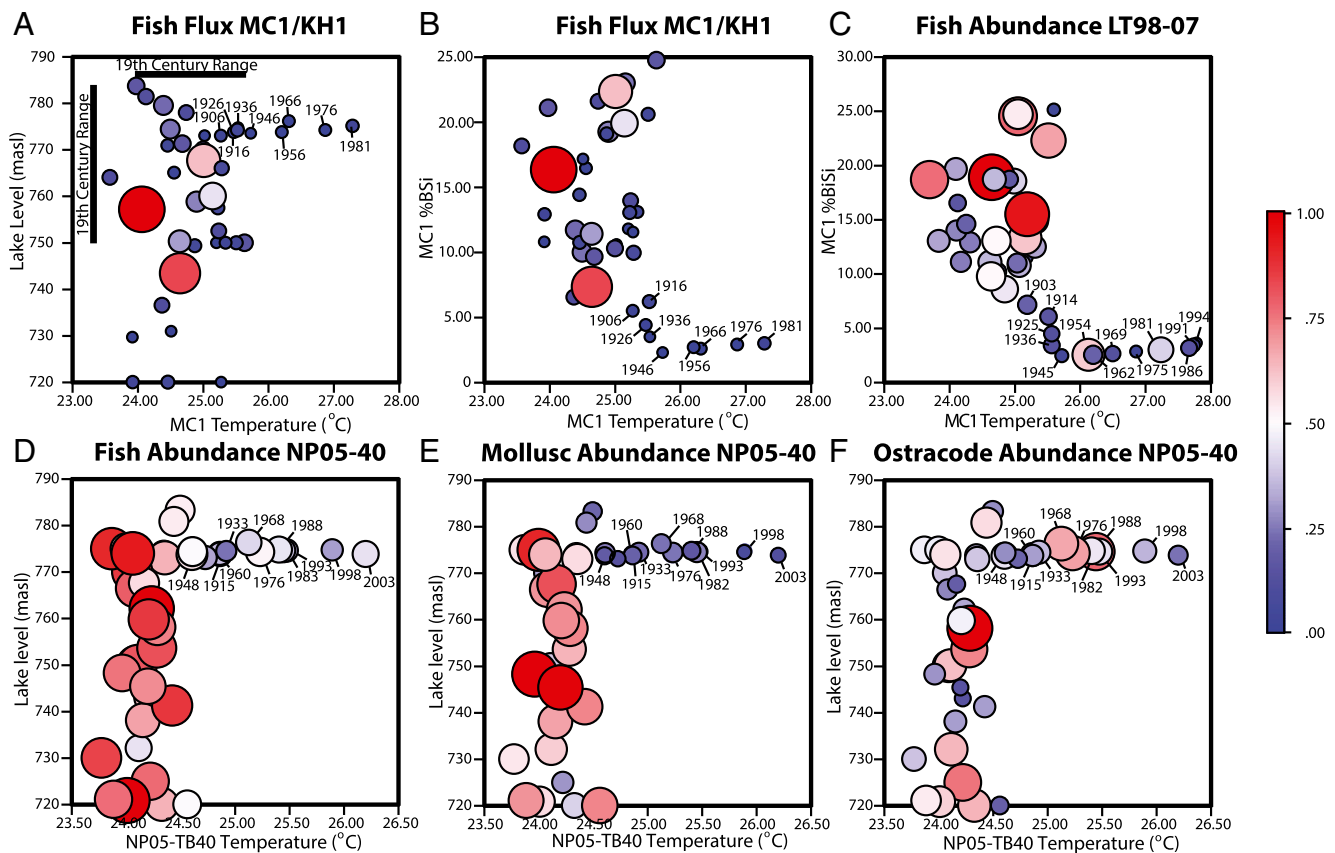 A Fish Flux MC1/KH1
790
780
770
760
750
740
730
720
23.00 24.00 25.00 26.00 27.00 28.00
Lake Level (masl)
MC1 Temperature (°C)
19th Century Range
19th Century Range
1926 1936 1966 1976
1906 1946
1916 1956 1981
B Fish Flux MC1/KH1
25.00
20.00
15.00
10.00
5.00
0
23.00 24.00 25.00 26.00 27.00 28.00
MC1 %BSi
MC1 Temperature (°C)
1916
1906 1936 1966 1976 1981
1926
1946 1956
C Fish Abundance LT98-07
30.00
25.00
20.00
15.00
10.00
5.00
0
23.00 24.00 25.00 26.00 27.00 28.00
MC1 %BiSi
MC1 Temperature (°C)
1903
1914
1925 1954 1969 1981 1991 1994
1936
1945 1962 1975 1986
1.00
.75
.50
.25
.00
D Fish Abundance NP05-40
790
780
770
760
750
740
730
720
23.50 24.00 24.50 25.00 25.50 26.00 26.50
Lake level (masl)
NP05-TB40 Temperature (°C)
1933 1968 1988
1948 1915 1960 1976 1983 1993 1998 2003
E Mollusc Abundance NP05-40
790
780
770
760
750
740
730
720
23.50 24.00 24.50 25.00 25.50 26.00 26.50
Lake level (masl)
NP05-TB40 Temperature (°C)
1960 1968 1988 1998
1948 1915 1933 1976 1982 1993 2003
F Ostracode Abundance NP05-40
790
780
770
760
750
740
730
720
23.50 24.00 24.50 25.00 25.50 26.00 26.50
Lake level (masl)
NP05-TB40 Temperature (°C)
1960 1968 1976 1988 1998
1948 1915 1933 1982 1993 2003